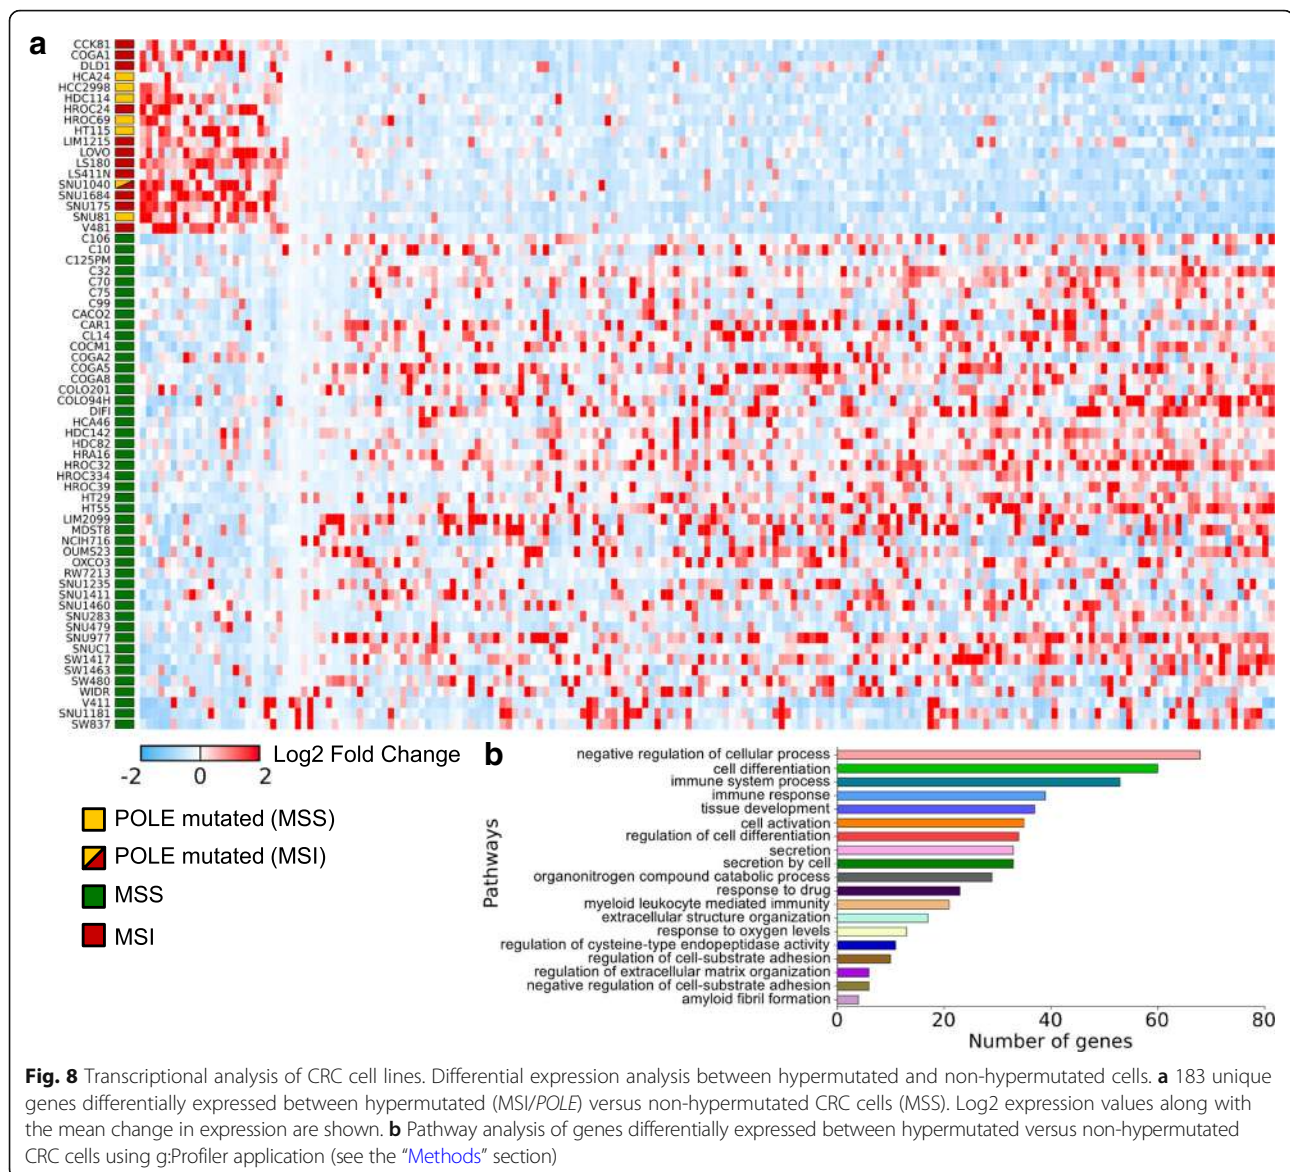 a
CCK81
COGA1
DLD1
HCA24
HCC2998
HDC114
HROC24
HROC69
HT115
LIM1215
LOVO
LS180
LS411N
SNU1040
SNU1684
SNU175
SNU81
V481
C106
C10
C125PM
C32
C70
C75
C99
CACO2
CAR1
CL14
COCM1
COGA2
COGA5
COGA8
COLO201
COLO94H
DIFI
HCA46
HDC142
HDC82
HRA16
HROC32
HROC334
HROC39
HT29
HT55
LIM2099
MDST8
NCIH716
OUMS23
OXCO3
RW7213
SNU1235
SNU1411
SNU1460
SNU283
SNU479
SNU977
SNUC1
SW1417
SW1463
SW480
WIDR
V411
SNU1181
SW837
Log2 Fold Change
-2 0 2
POLE mutated (MSS)
POLE mutated (MSI)
MSS
MSI
b
Pathways
negative regulation of cellular process
cell differentiation
immune system process
immune response
tissue development
cell activation
regulation of cell differentiation
secretion
secretion by cell
organonitrogen compound catabolic process
response to drug
myeloid leukocyte mediated immunity
extracellular structure organization
response to oxygen levels
regulation of cysteine-type endopeptidase activity
regulation of cell-substrate adhesion
regulation of extracellular matrix organization
negative regulation of cell-substrate adhesion
amyloid fibril formation
0 20 40 60 80
Number of genes
Fig. 8 Transcriptional analysis of CRC cell lines. Differential expression analysis between hypermutated and non-hypermutated cells. a 183 unique
genes differentially expressed between hypermutated (MSI/POLE) versus non-hypermutated CRC cells (MSS). Log2 expression values along with
the mean change in expression are shown. b Pathway analysis of genes differentially expressed between hypermutated versus non-hypermutated
CRC cells using g:Profiler application (see the “Methods” section)